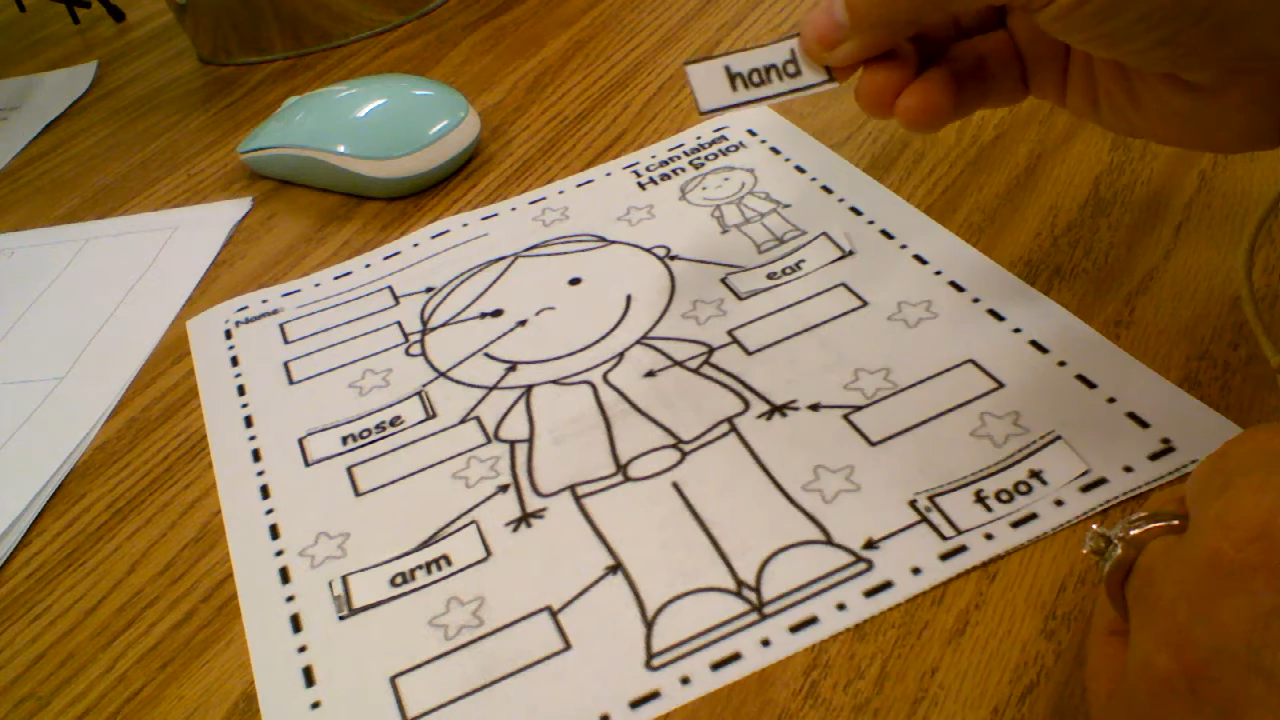 hand
I can label
Han Solo!
Name:
ear
nose
arm
foot